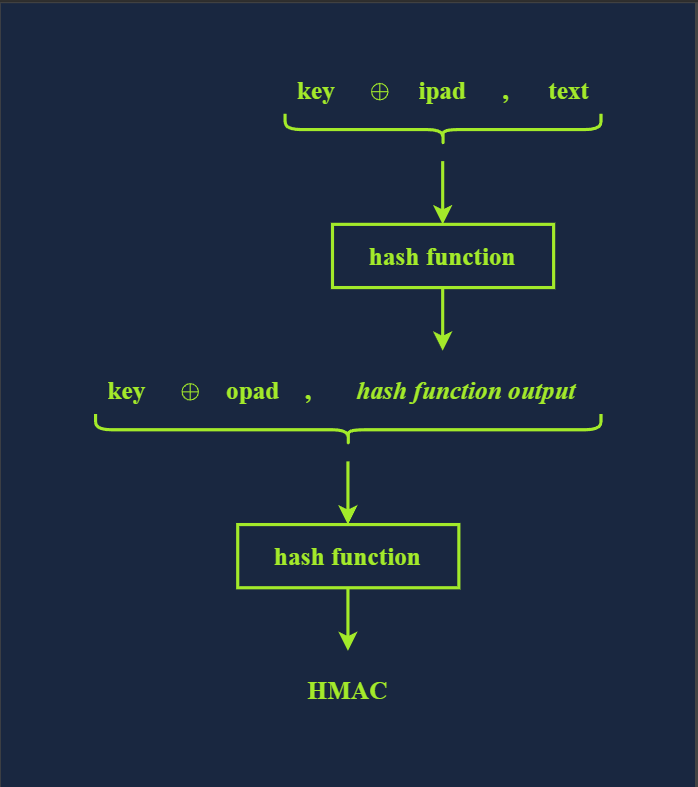 key ⊕ ipad , text
hash function
key ⊕ opad , hash function output
hash function
HMAC